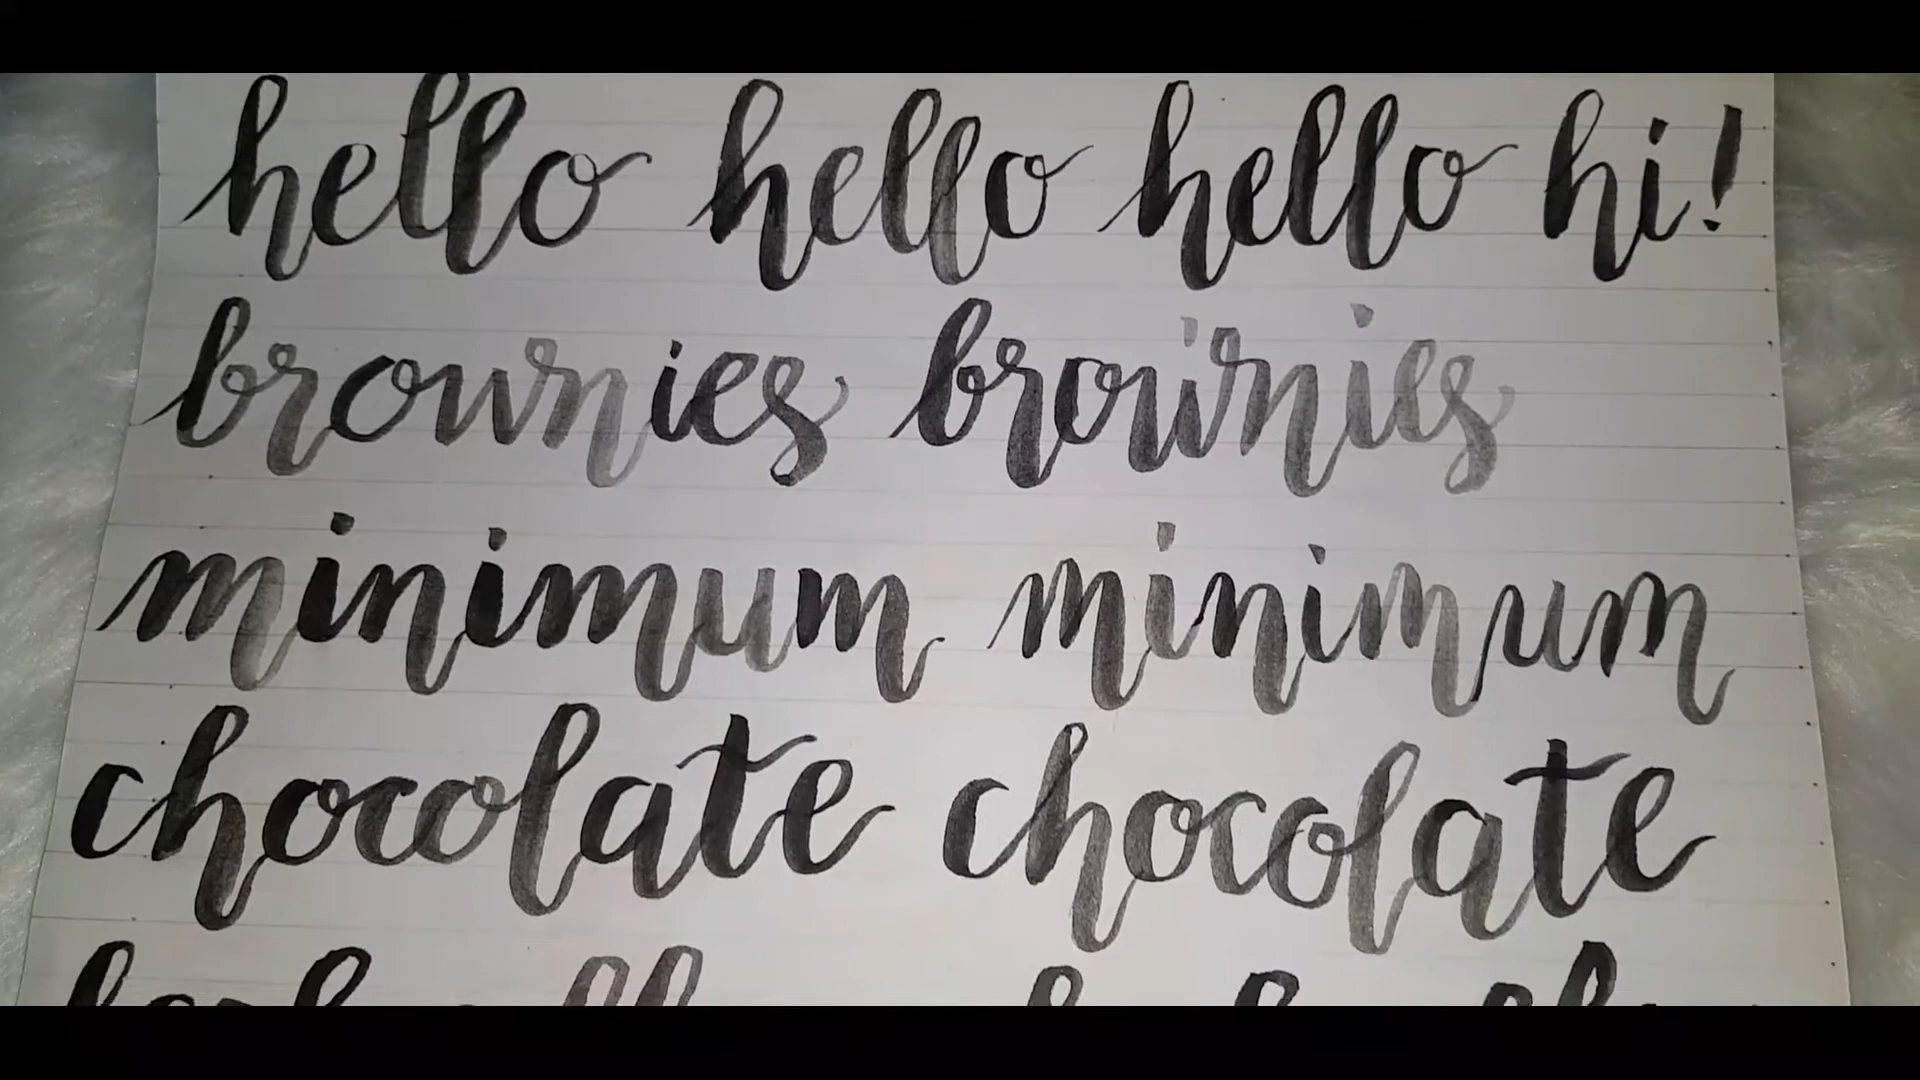 hello hello hello hi!
brownies brownies
minimum minimum
chocolate chocolate